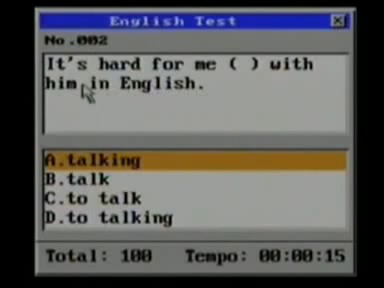 English Test
No.002
It's hard for me ( ) with
him in English.
A.talking
B.talk
C.to talk
D.to talking
Total: 100 Tempo: 00:00:15